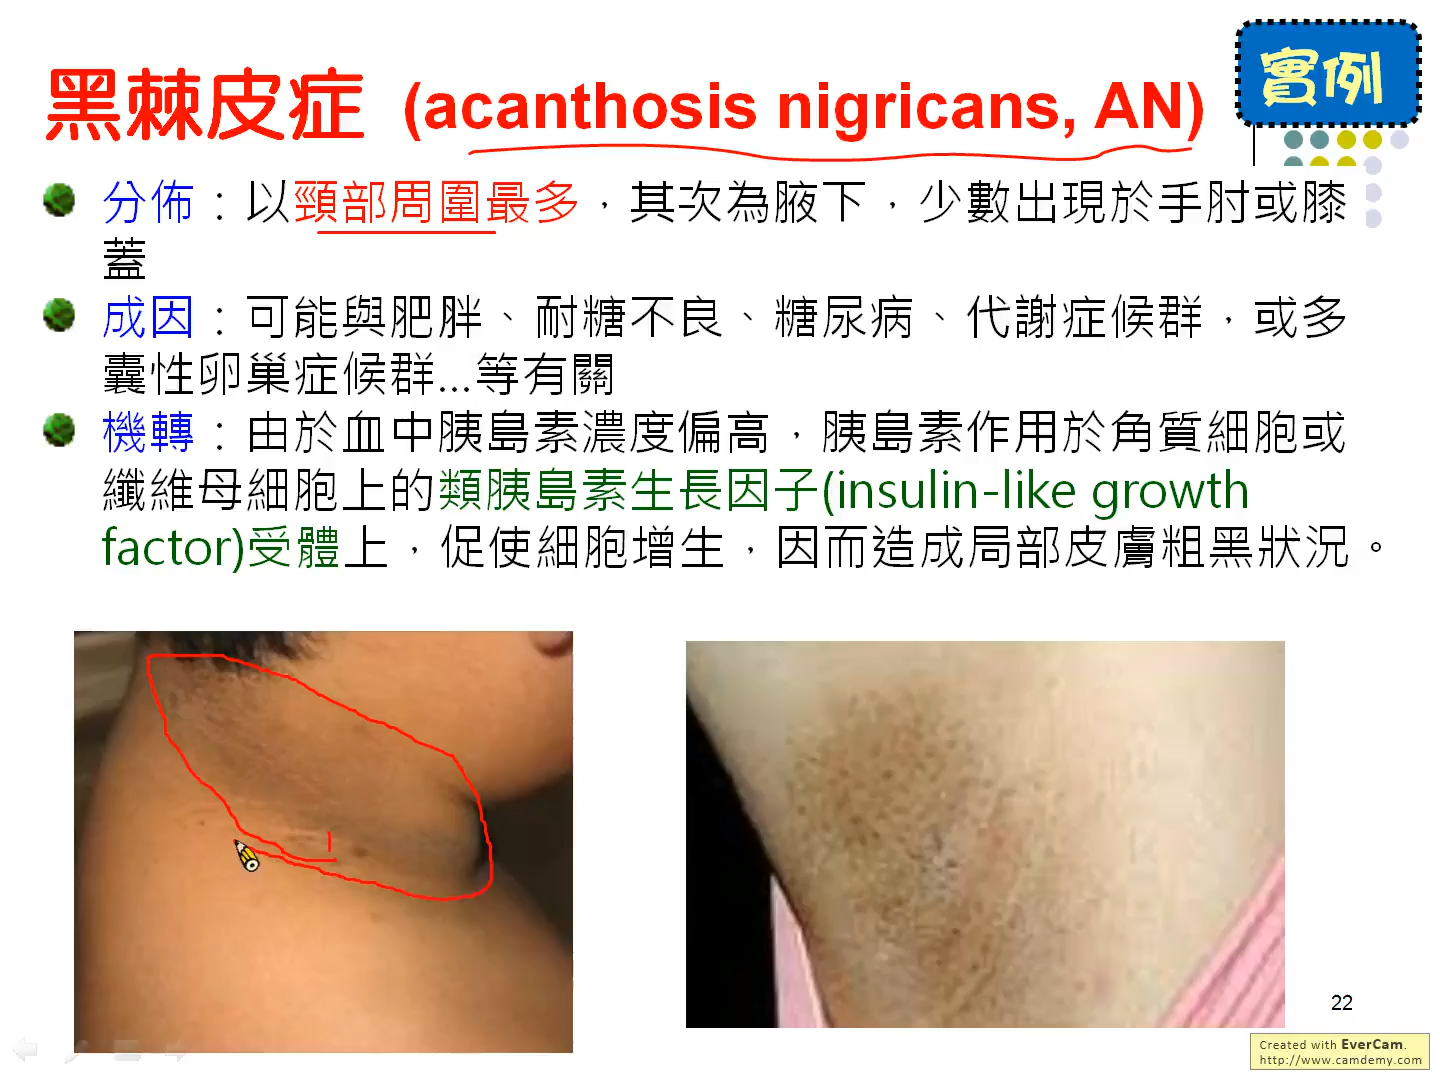 實例
黑棘皮症 (acanthosis nigricans, AN)
分佈：以頸部周圍最多，其次為腋下，少數出現於手肘或膝
蓋
成因：可能與肥胖、耐糖不良、糖尿病、代謝症候群，或多
囊性卵巢症候群...等有關
機轉：由於血中胰島素濃度偏高，胰島素作用於角質細胞或
纖維母細胞上的類胰島素生長因子(insulin-like growth
factor)受體上，促使細胞增生，因而造成局部皮膚粗黑狀況。
22
Created with EverCam.
http://www.camdemy.com